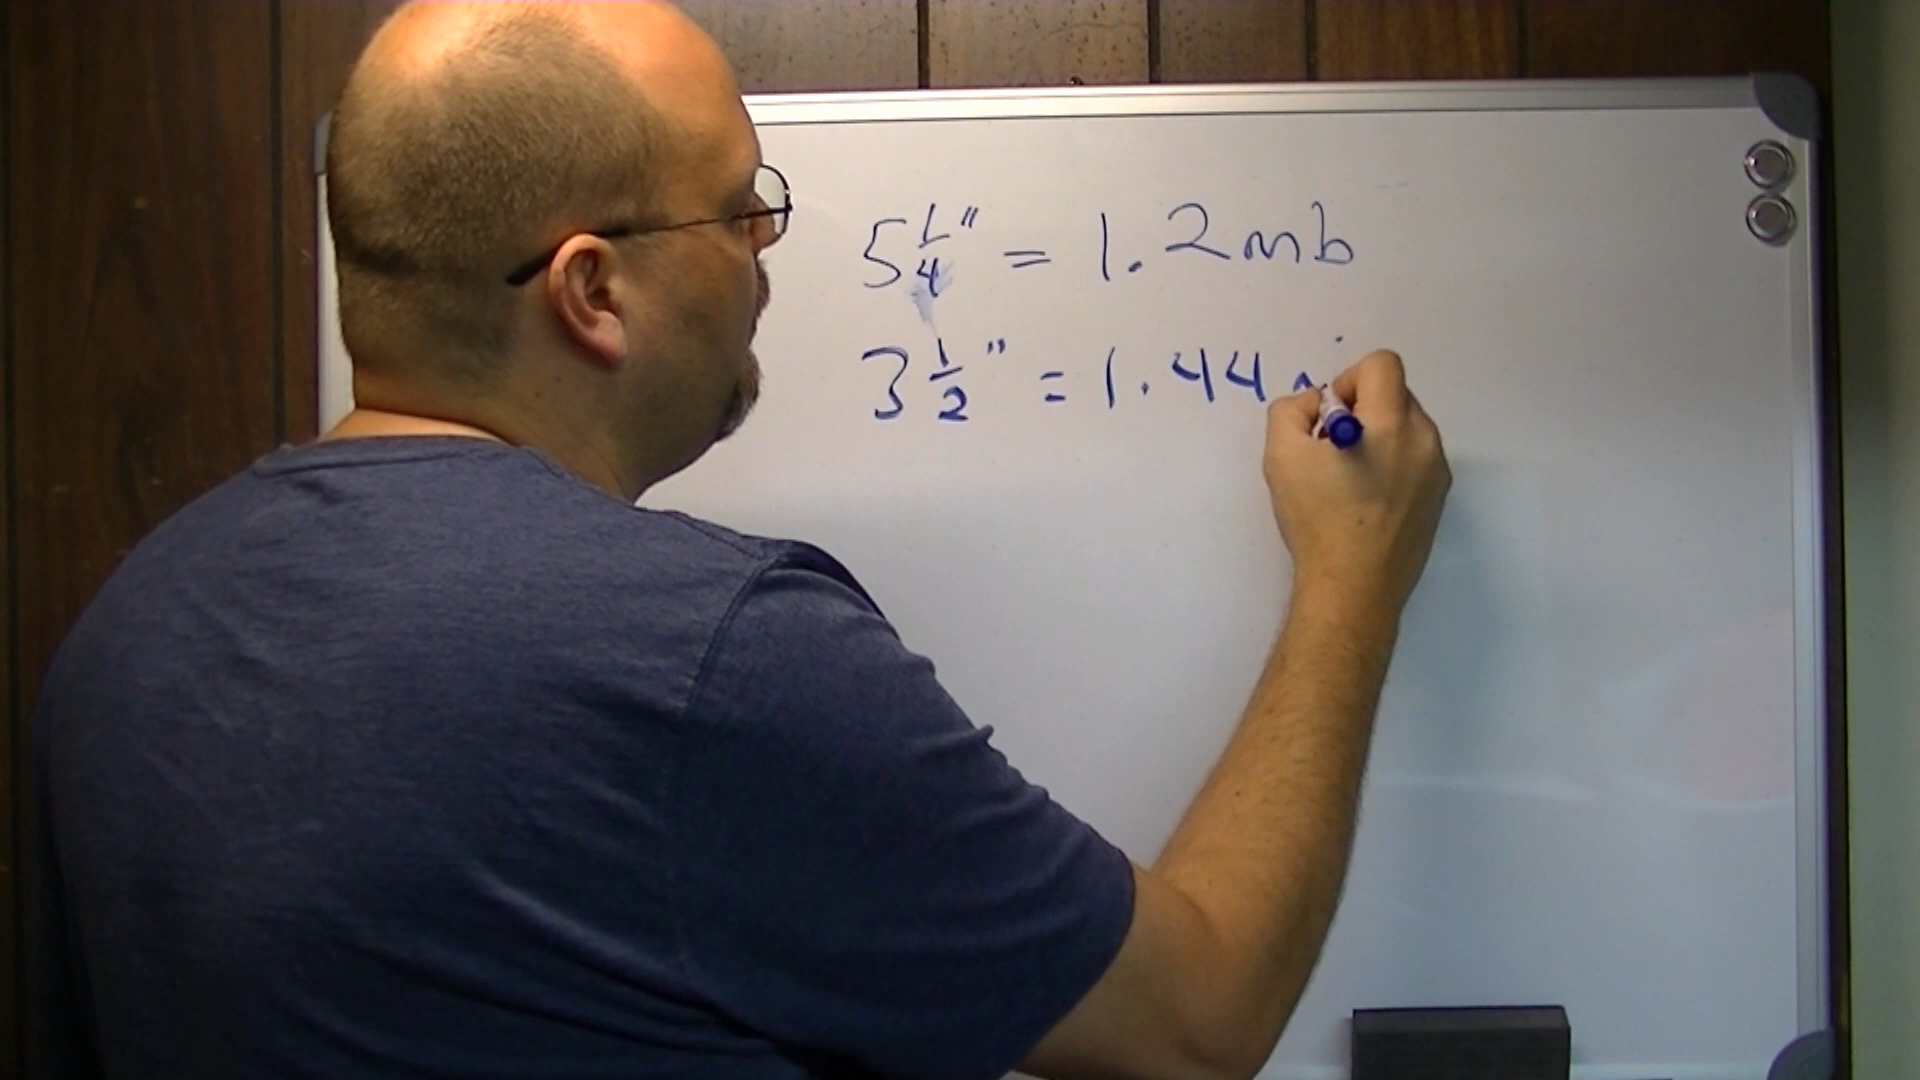 5 1/4" = 1.2mb
3 1/2" = 1.44